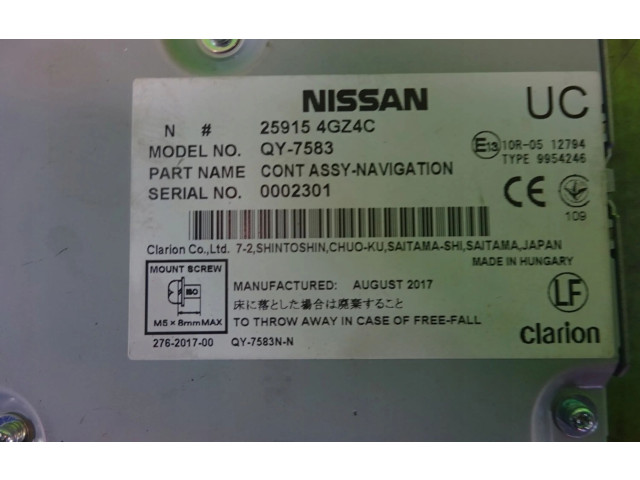 NISSAN UC
N # 25915 4GZ4C
MODEL NO. QY-7583 E13 10R-05 12794
TYPE 9954246
PART NAME CONT ASSY-NAVIGATION
SERIAL NO. 0002301 CE
109
Clarion Co.,Ltd. 7-2,SHINTOSHIN,CHUO-KU,SAITAMA-SHI,SAITAMA,JAPAN
MADE IN HUNGARY
MOUNT SCREW
ISO
M5 × 8mmMAX
MANUFACTURED: AUGUST 2017
床に落とした場合は廃棄すること
TO THROW AWAY IN CASE OF FREE-FALL
LF
clarion
276-2017-00 QY-7583N-N